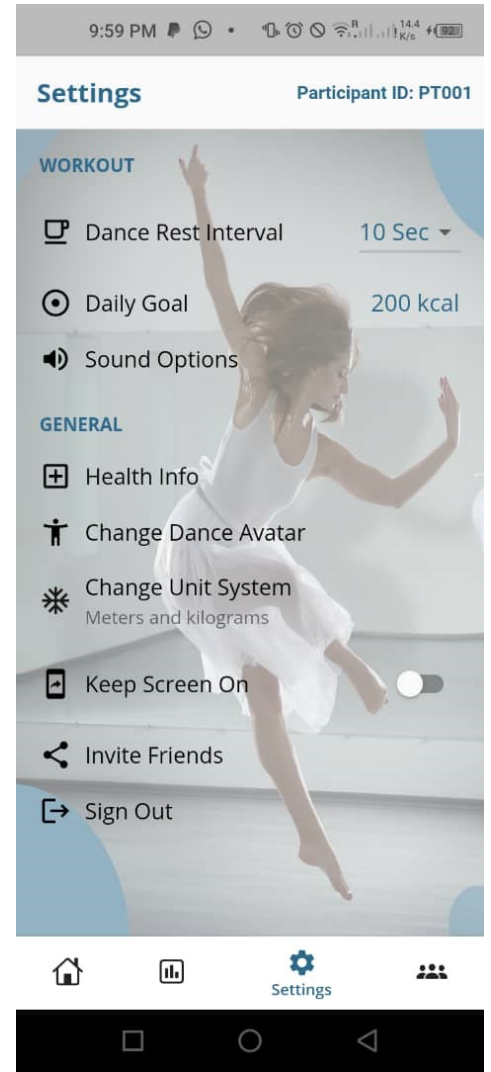 9:59 PM
R
14.4
K/s
92
Settings
Participant ID: PT001
WORKOUT
Dance Rest Interval
10 Sec
Daily Goal
200 kcal
Sound Options
GENERAL
Health Info
Change Dance Avatar
Change Unit System
Meters and kilograms
Keep Screen On
Invite Friends
Sign Out
Settings